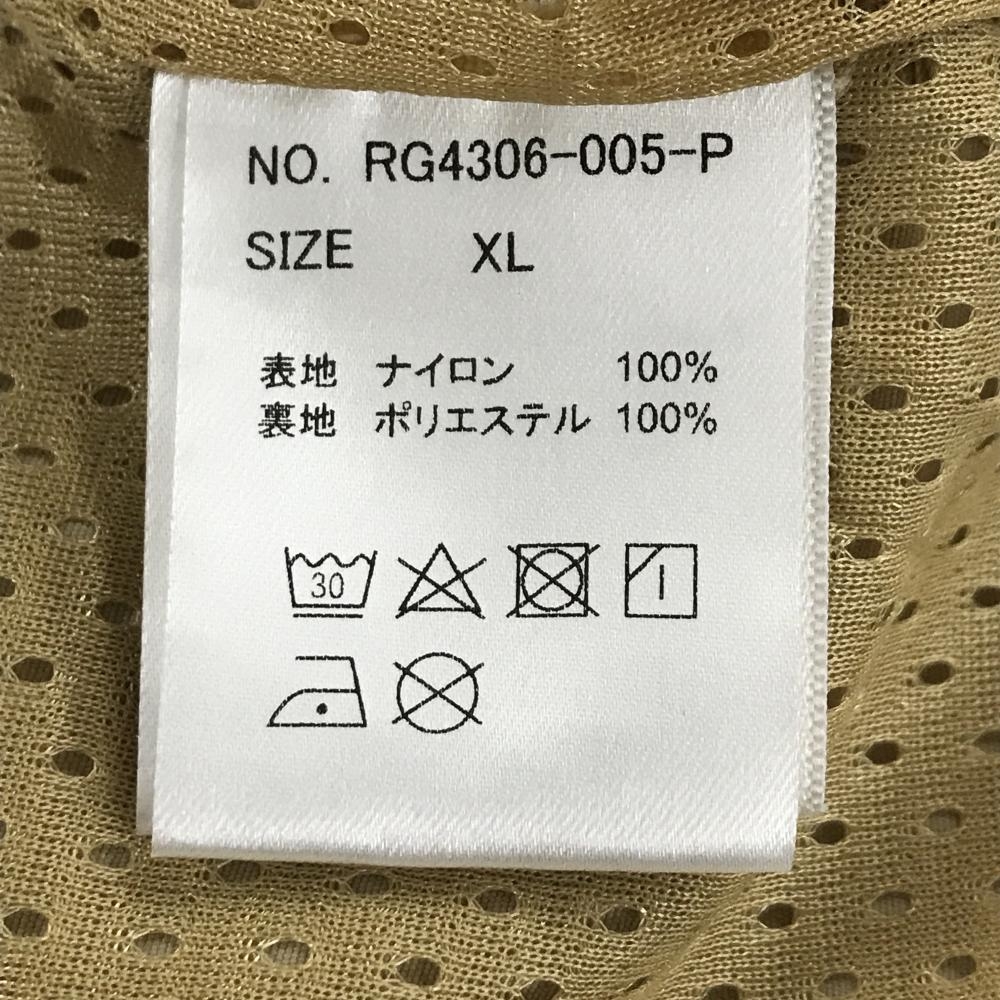 NO. RG4306-005-P
SIZE XL
表地 ナイロン 100%
裏地 ポリエステル 100%
30